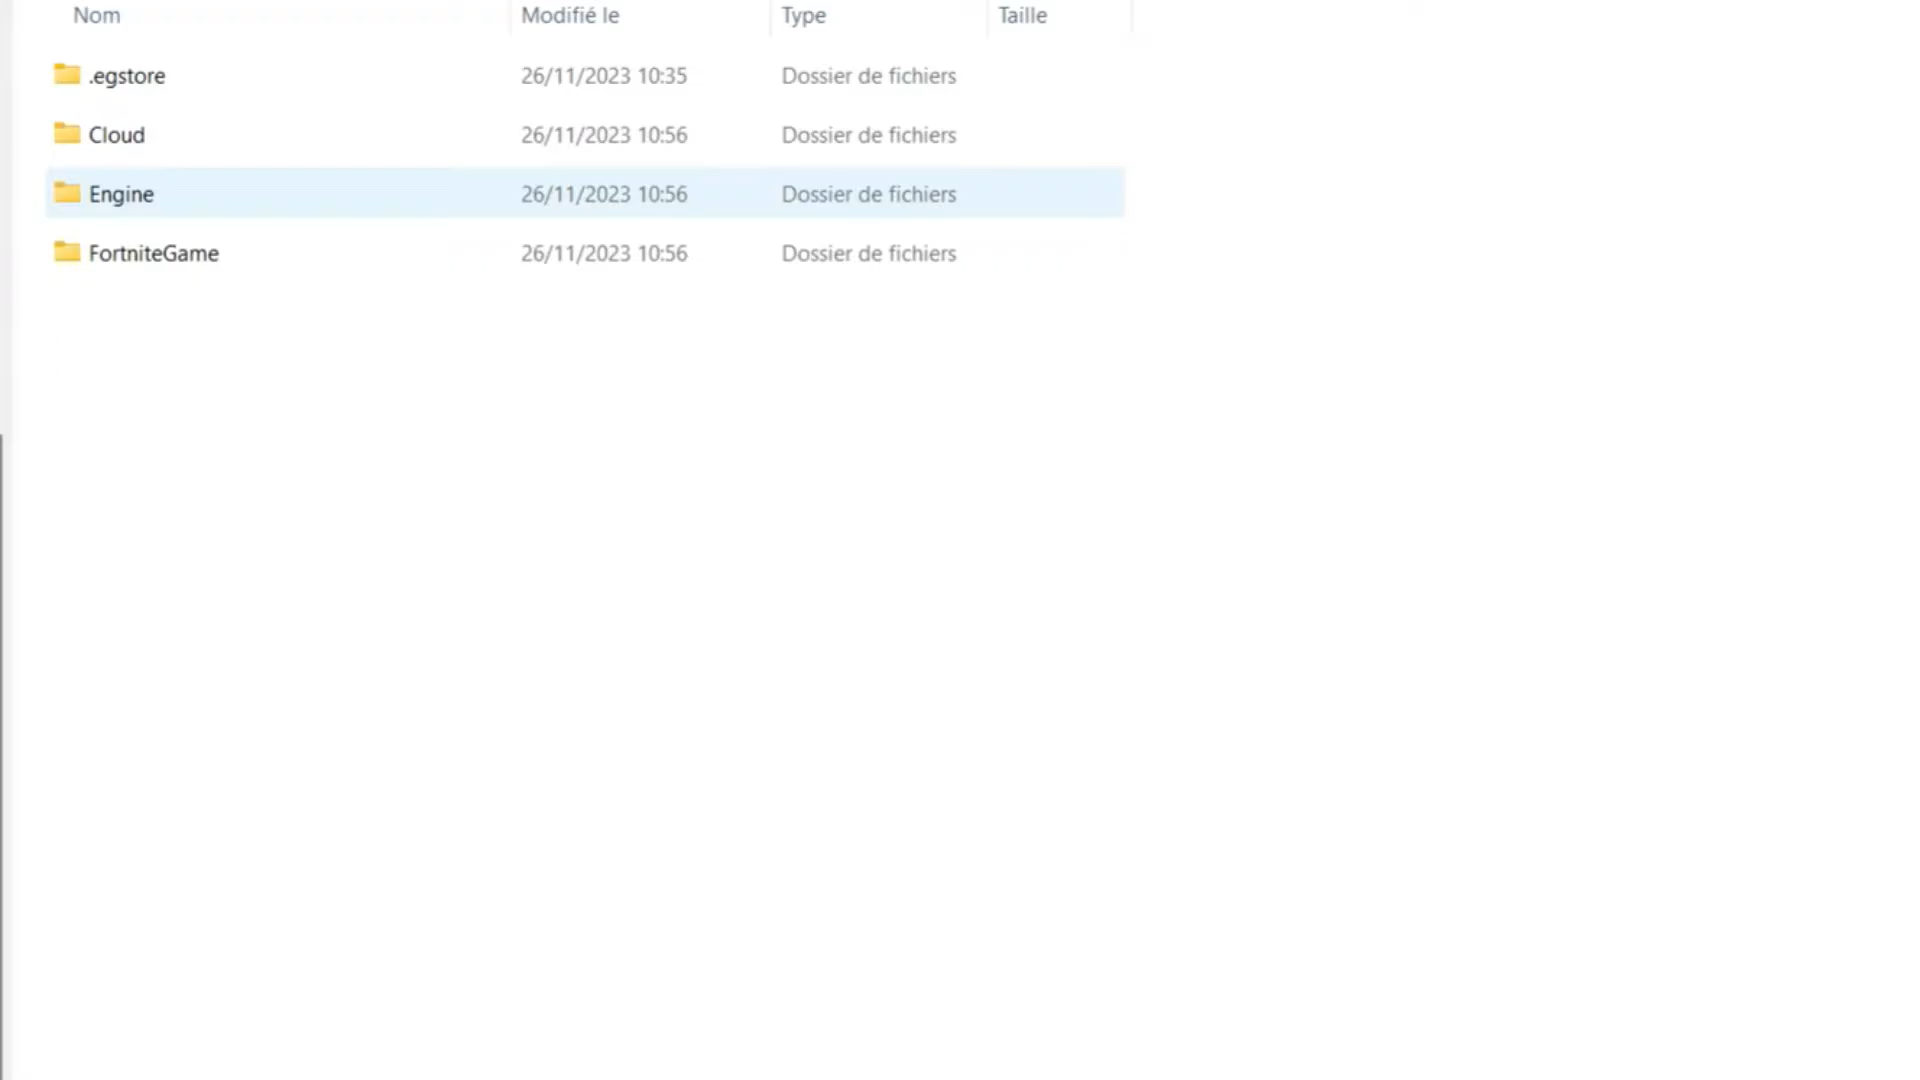 Nom Modifié le Type Taille
.egstore 26/11/2023 10:35 Dossier de fichiers
Cloud 26/11/2023 10:56 Dossier de fichiers
Engine 26/11/2023 10:56 Dossier de fichiers
FortniteGame 26/11/2023 10:56 Dossier de fichiers